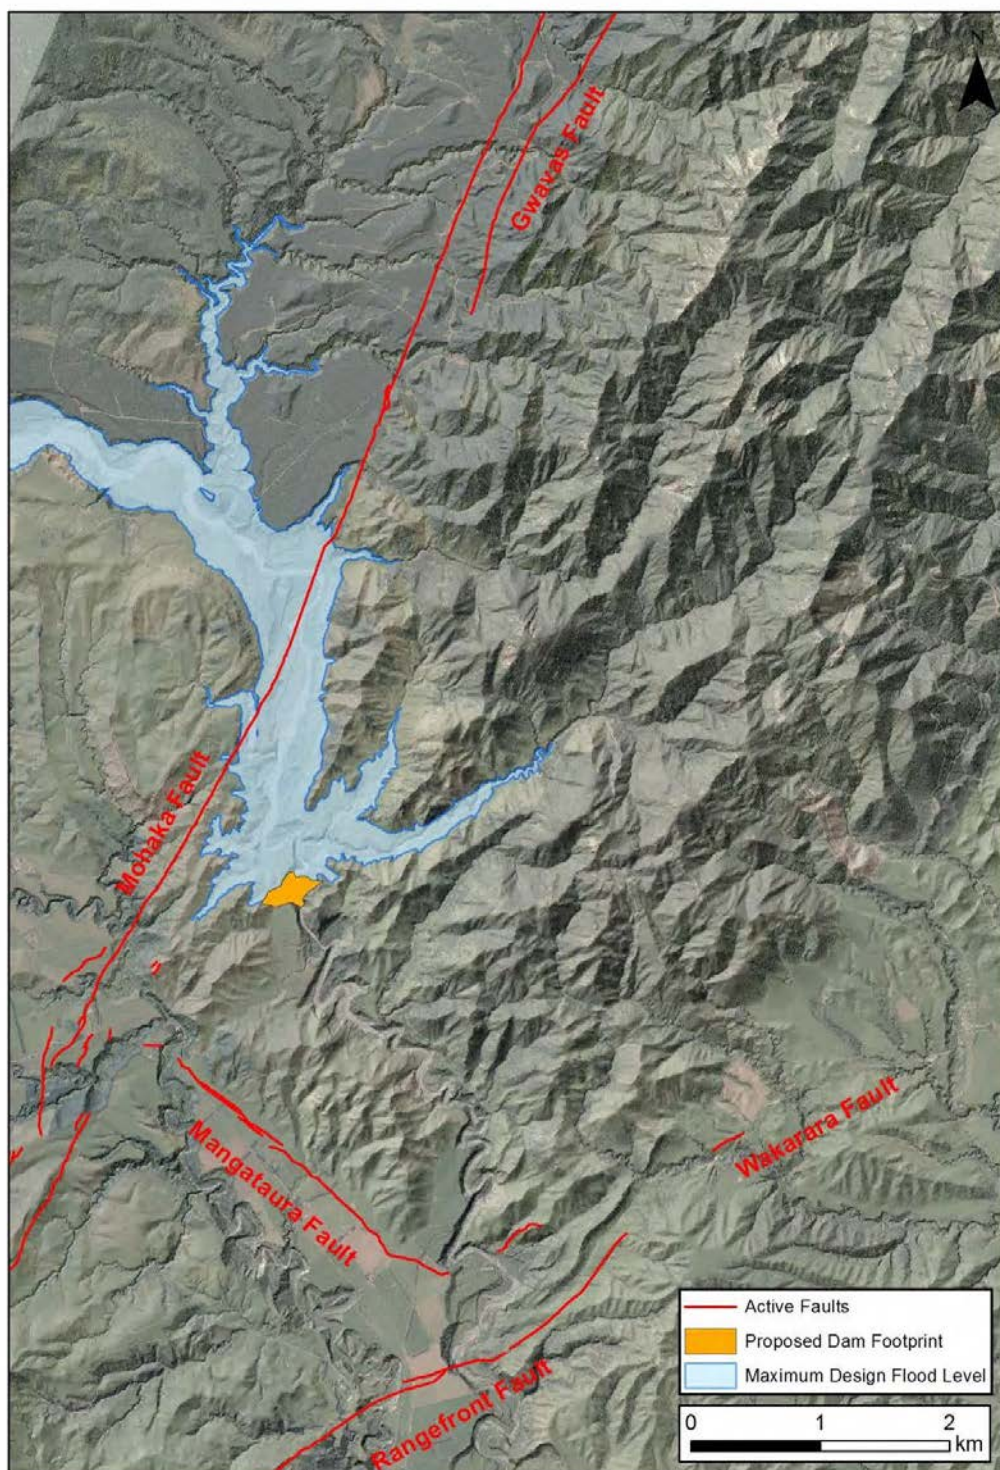 N
Gwavas Fault
Mohaka Fault
Wakarara Fault
Mangataura Fault
Rangefront Fault
Active Faults
Proposed Dam Footprint
Maximum Design Flood Level
0 1 2
km